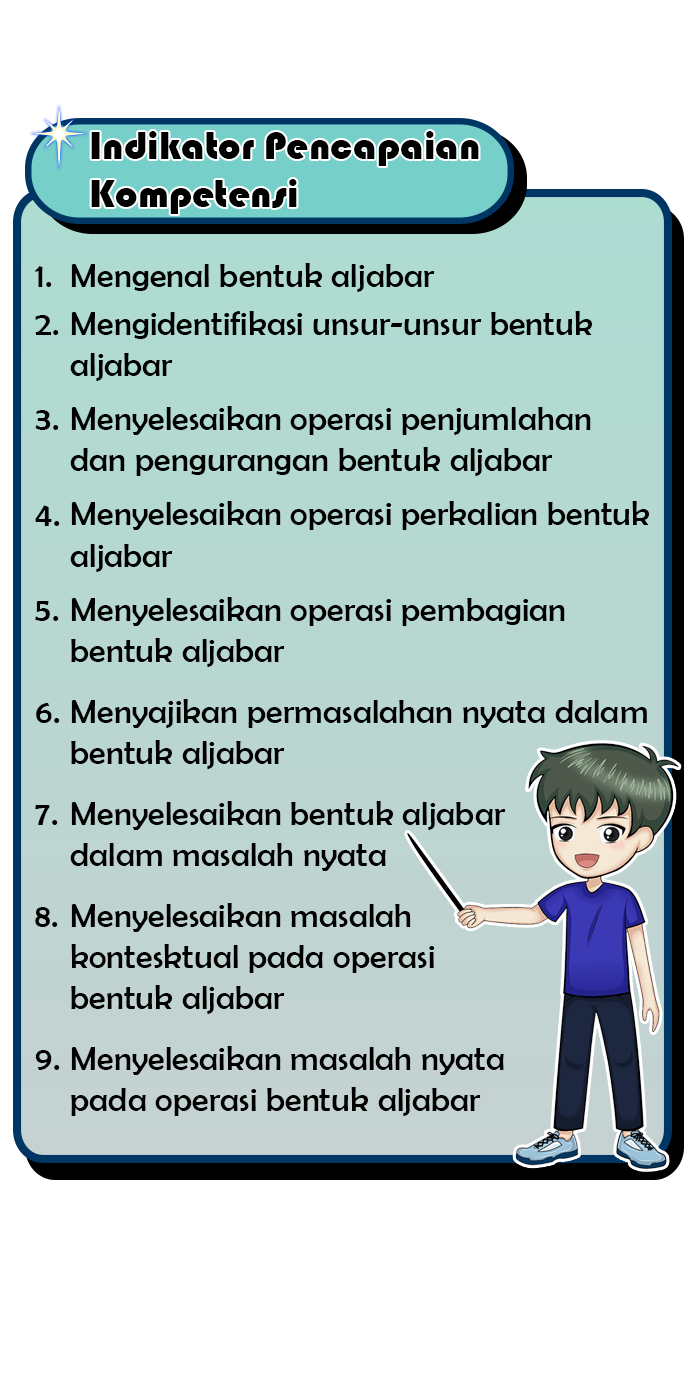 Indikator Pencapaian
Kompetensi
1. Mengenal bentuk aljabar
2. Mengidentifikasi unsur-unsur bentuk
aljabar
3. Menyelesaikan operasi penjumlahan
dan pengurangan bentuk aljabar
4. Menyelesaikan operasi perkalian bentuk
aljabar
5. Menyelesaikan operasi pembagian
bentuk aljabar
6. Menyajikan permasalahan nyata dalam
bentuk aljabar
7. Menyelesaikan bentuk aljabar
dalam masalah nyata
8. Menyelesaikan masalah
kontesktual pada operasi
bentuk aljabar
9. Menyelesaikan masalah nyata
pada operasi bentuk aljabar